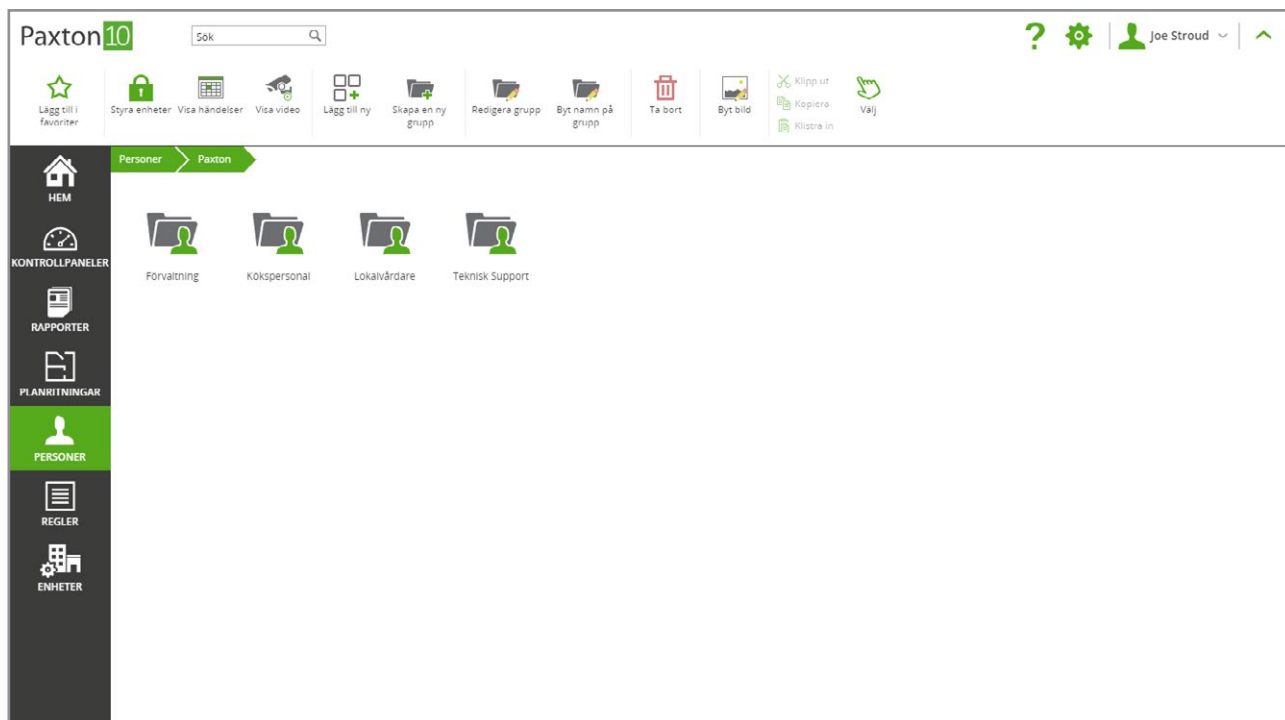 Paxton10
Sök
Joe Stroud
Lägg till i
favoriter
Styra enheter
Visa händelser
Visa video
Lägg till ny
Skapa en ny
grupp
Redigera grupp
Byt namn på
grupp
Ta bort
Byt bild
Klipp ut
Kopiera
Klistra in
Välj
HEM
KONTROLLPANELER
RAPPORTER
PLANRITNINGAR
PERSONER
REGLER
ENHETER
Personer
Paxton
Förvaltning
Kökspersonal
Lokalvårdare
Teknisk Support